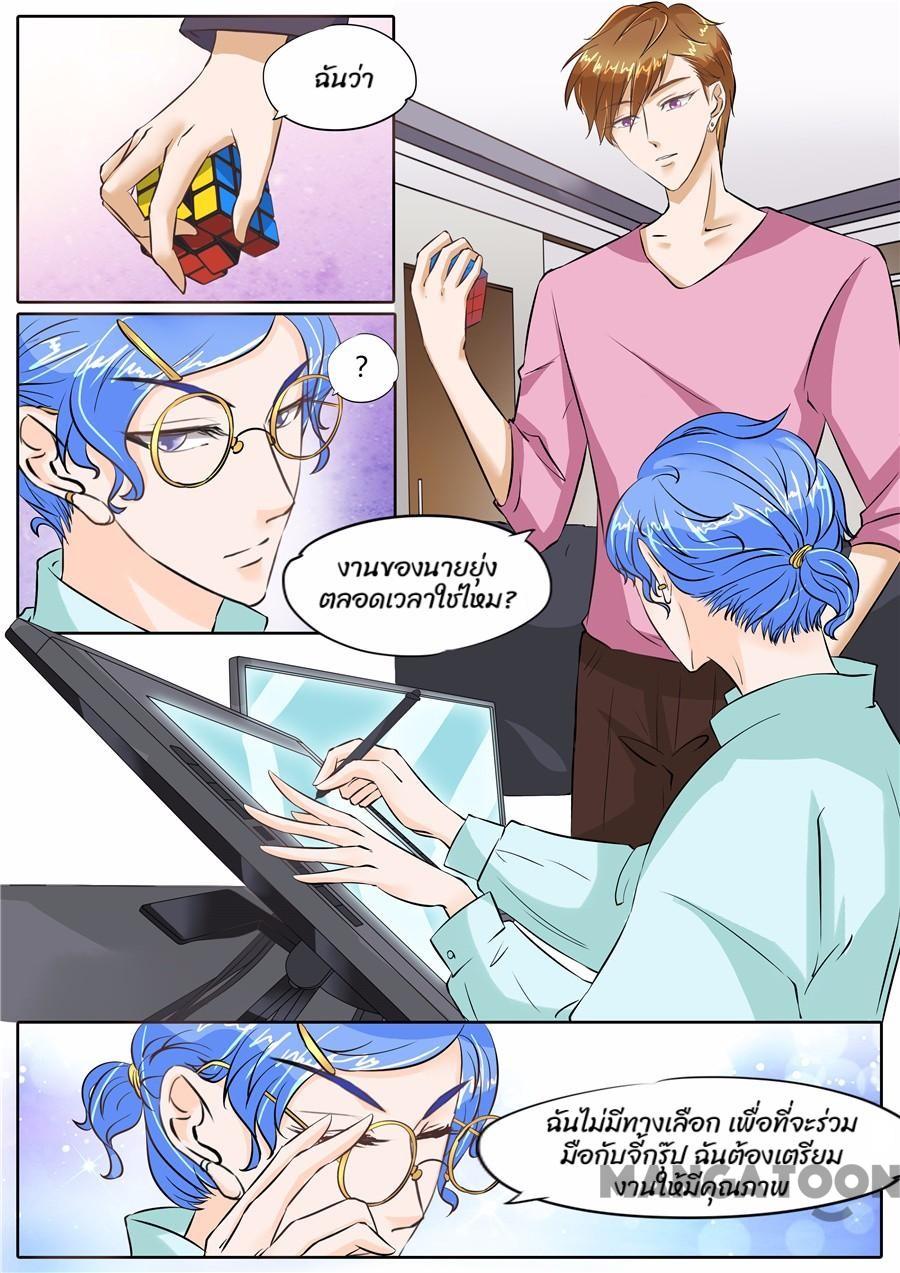 ฉันว่า
?
งานของนายยุ่ง
ตลอดเวลาใช่ไหม?
ฉันไม่มีทางเลือก เพื่อที่จะร่วม
มือกับจี้กรุ๊ป ฉันต้องเตรียม
งานให้มีคุณภาพ
MANGATOON